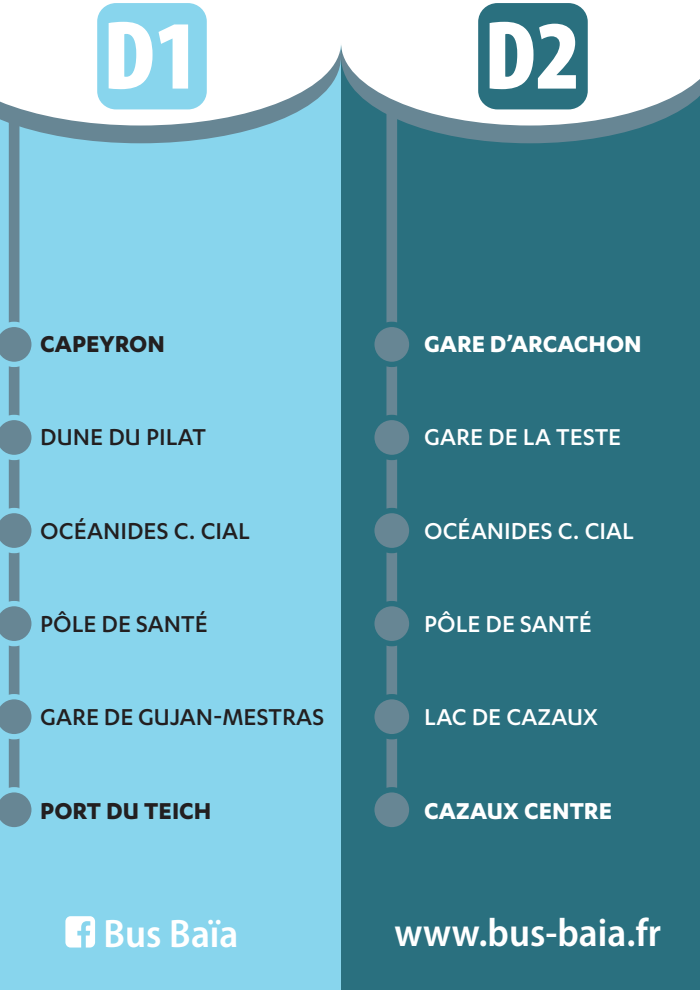 D1
CAPEYRON
DUNE DU PILAT
OCÉANIDES C. CIAL
PÔLE DE SANTÉ
GARE DE GUJAN-MESTRAS
PORT DU TEICH
Bus Baïa
D2
GARE D’ARCACHON
GARE DE LA TESTE
OCÉANIDES C. CIAL
PÔLE DE SANTÉ
LAC DE CAZAUX
CAZAUX CENTRE
www.bus-baia.fr